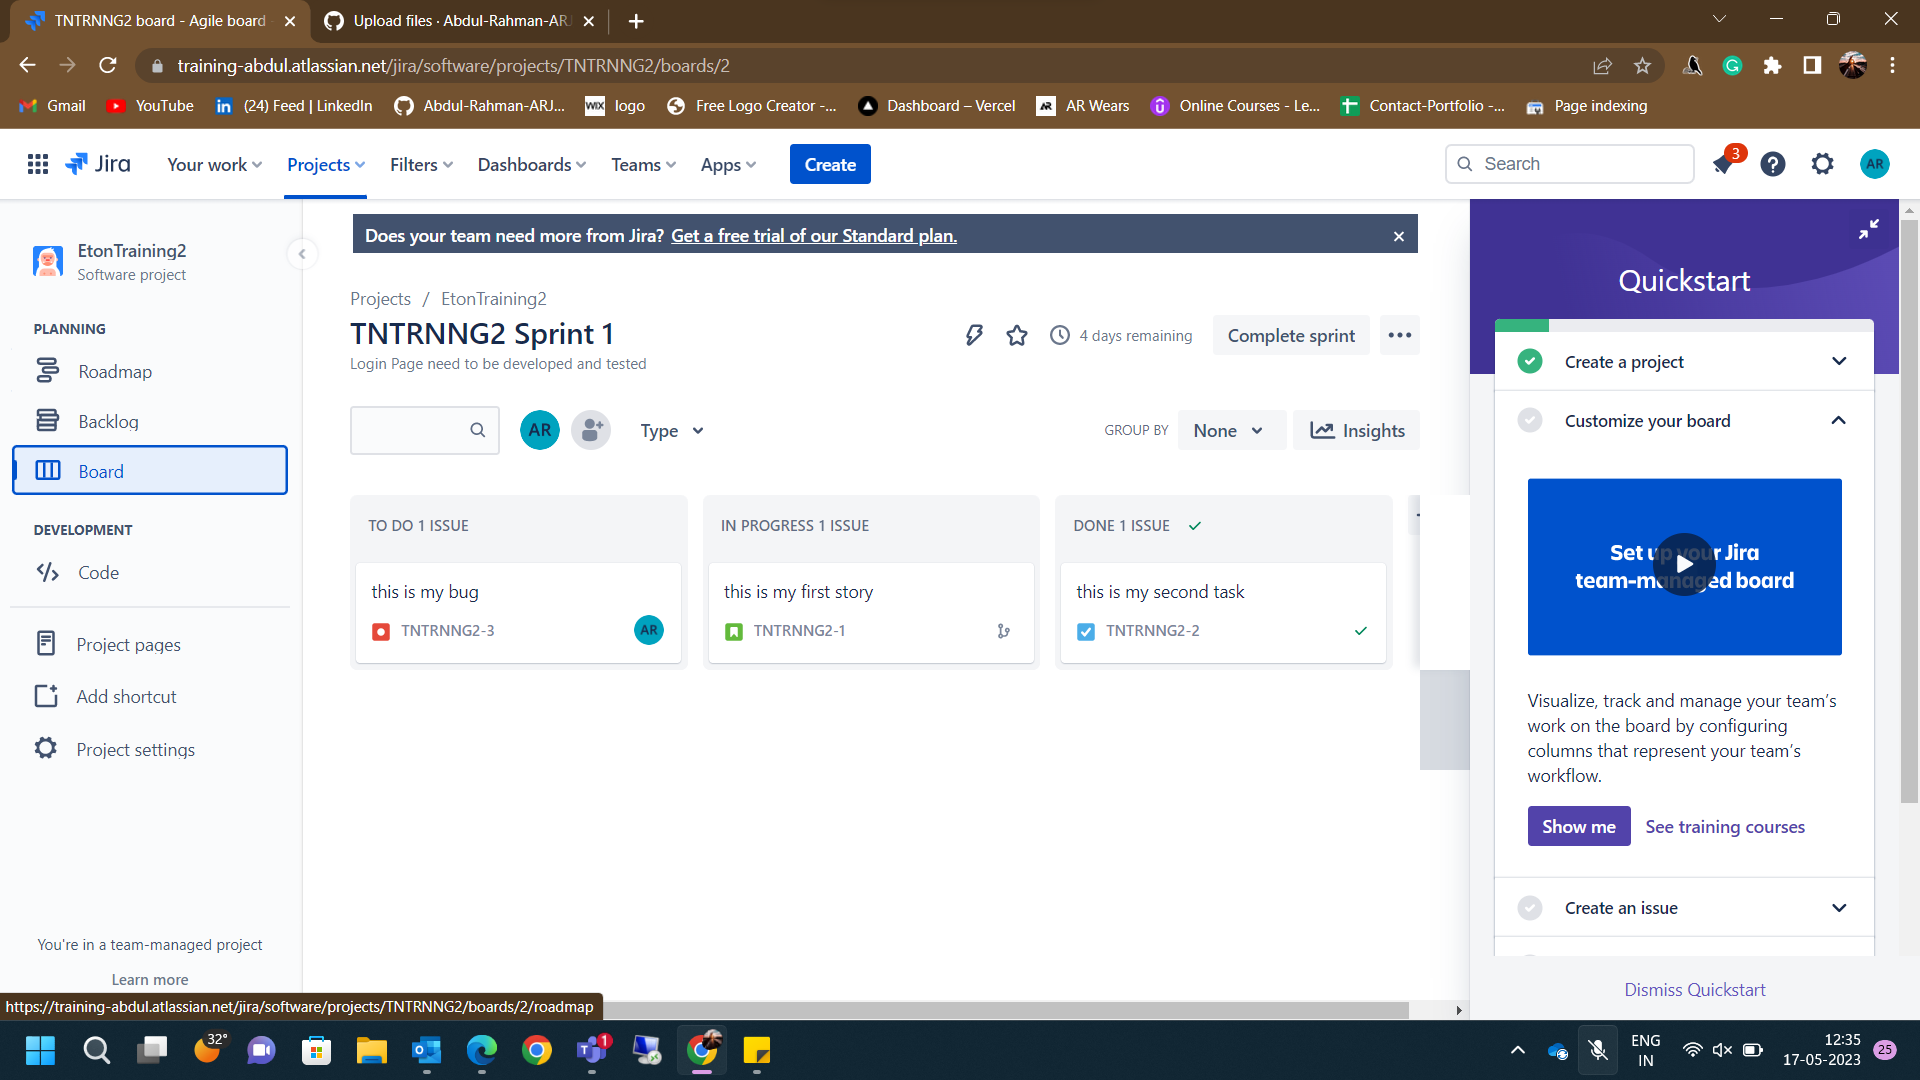 TNTRNNG2 board - Agile board
Upload files · Abdul-Rahman-ARJ
training-abdul.atlassian.net/jira/software/projects/TNTRNNG2/boards/2
Gmail
YouTube
(24) Feed | LinkedIn
Abdul-Rahman-ARJ...
WIX
logo
Free Logo Creator -...
Dashboard – Vercel
AR Wears
Online Courses - Le...
Contact-Portfolio -...
Page indexing
Jira
Your work
Projects
Filters
Dashboards
Teams
Apps
Create
Search
3
AR
EtonTraining2
Software project
PLANNING
Roadmap
Backlog
Board
DEVELOPMENT
Code
Project pages
Add shortcut
Project settings
You're in a team-managed project
Learn more
https://training-abdul.atlassian.net/jira/software/projects/TNTRNNG2/boards/2/roadmap
Does your team need more from Jira? Get a free trial of our Standard plan.
Projects / EtonTraining2
TNTRNNG2 Sprint 1
Login Page need to be developed and tested
4 days remaining
Complete sprint
AR
Type
GROUP BY
None
Insights
TO DO 1 ISSUE
this is my bug
TNTRNNG2-3
AR
IN PROGRESS 1 ISSUE
this is my first story
TNTRNNG2-1
DONE 1 ISSUE
this is my second task
TNTRNNG2-2
Quickstart
Create a project
Customize your board
Set up your Jira
team-managed board
Visualize, track and manage your team's
work on the board by configuring
columns that represent your team's
workflow.
Show me
See training courses
Create an issue
Dismiss Quickstart
32°
1
ENG
IN
12:35
17-05-2023
25